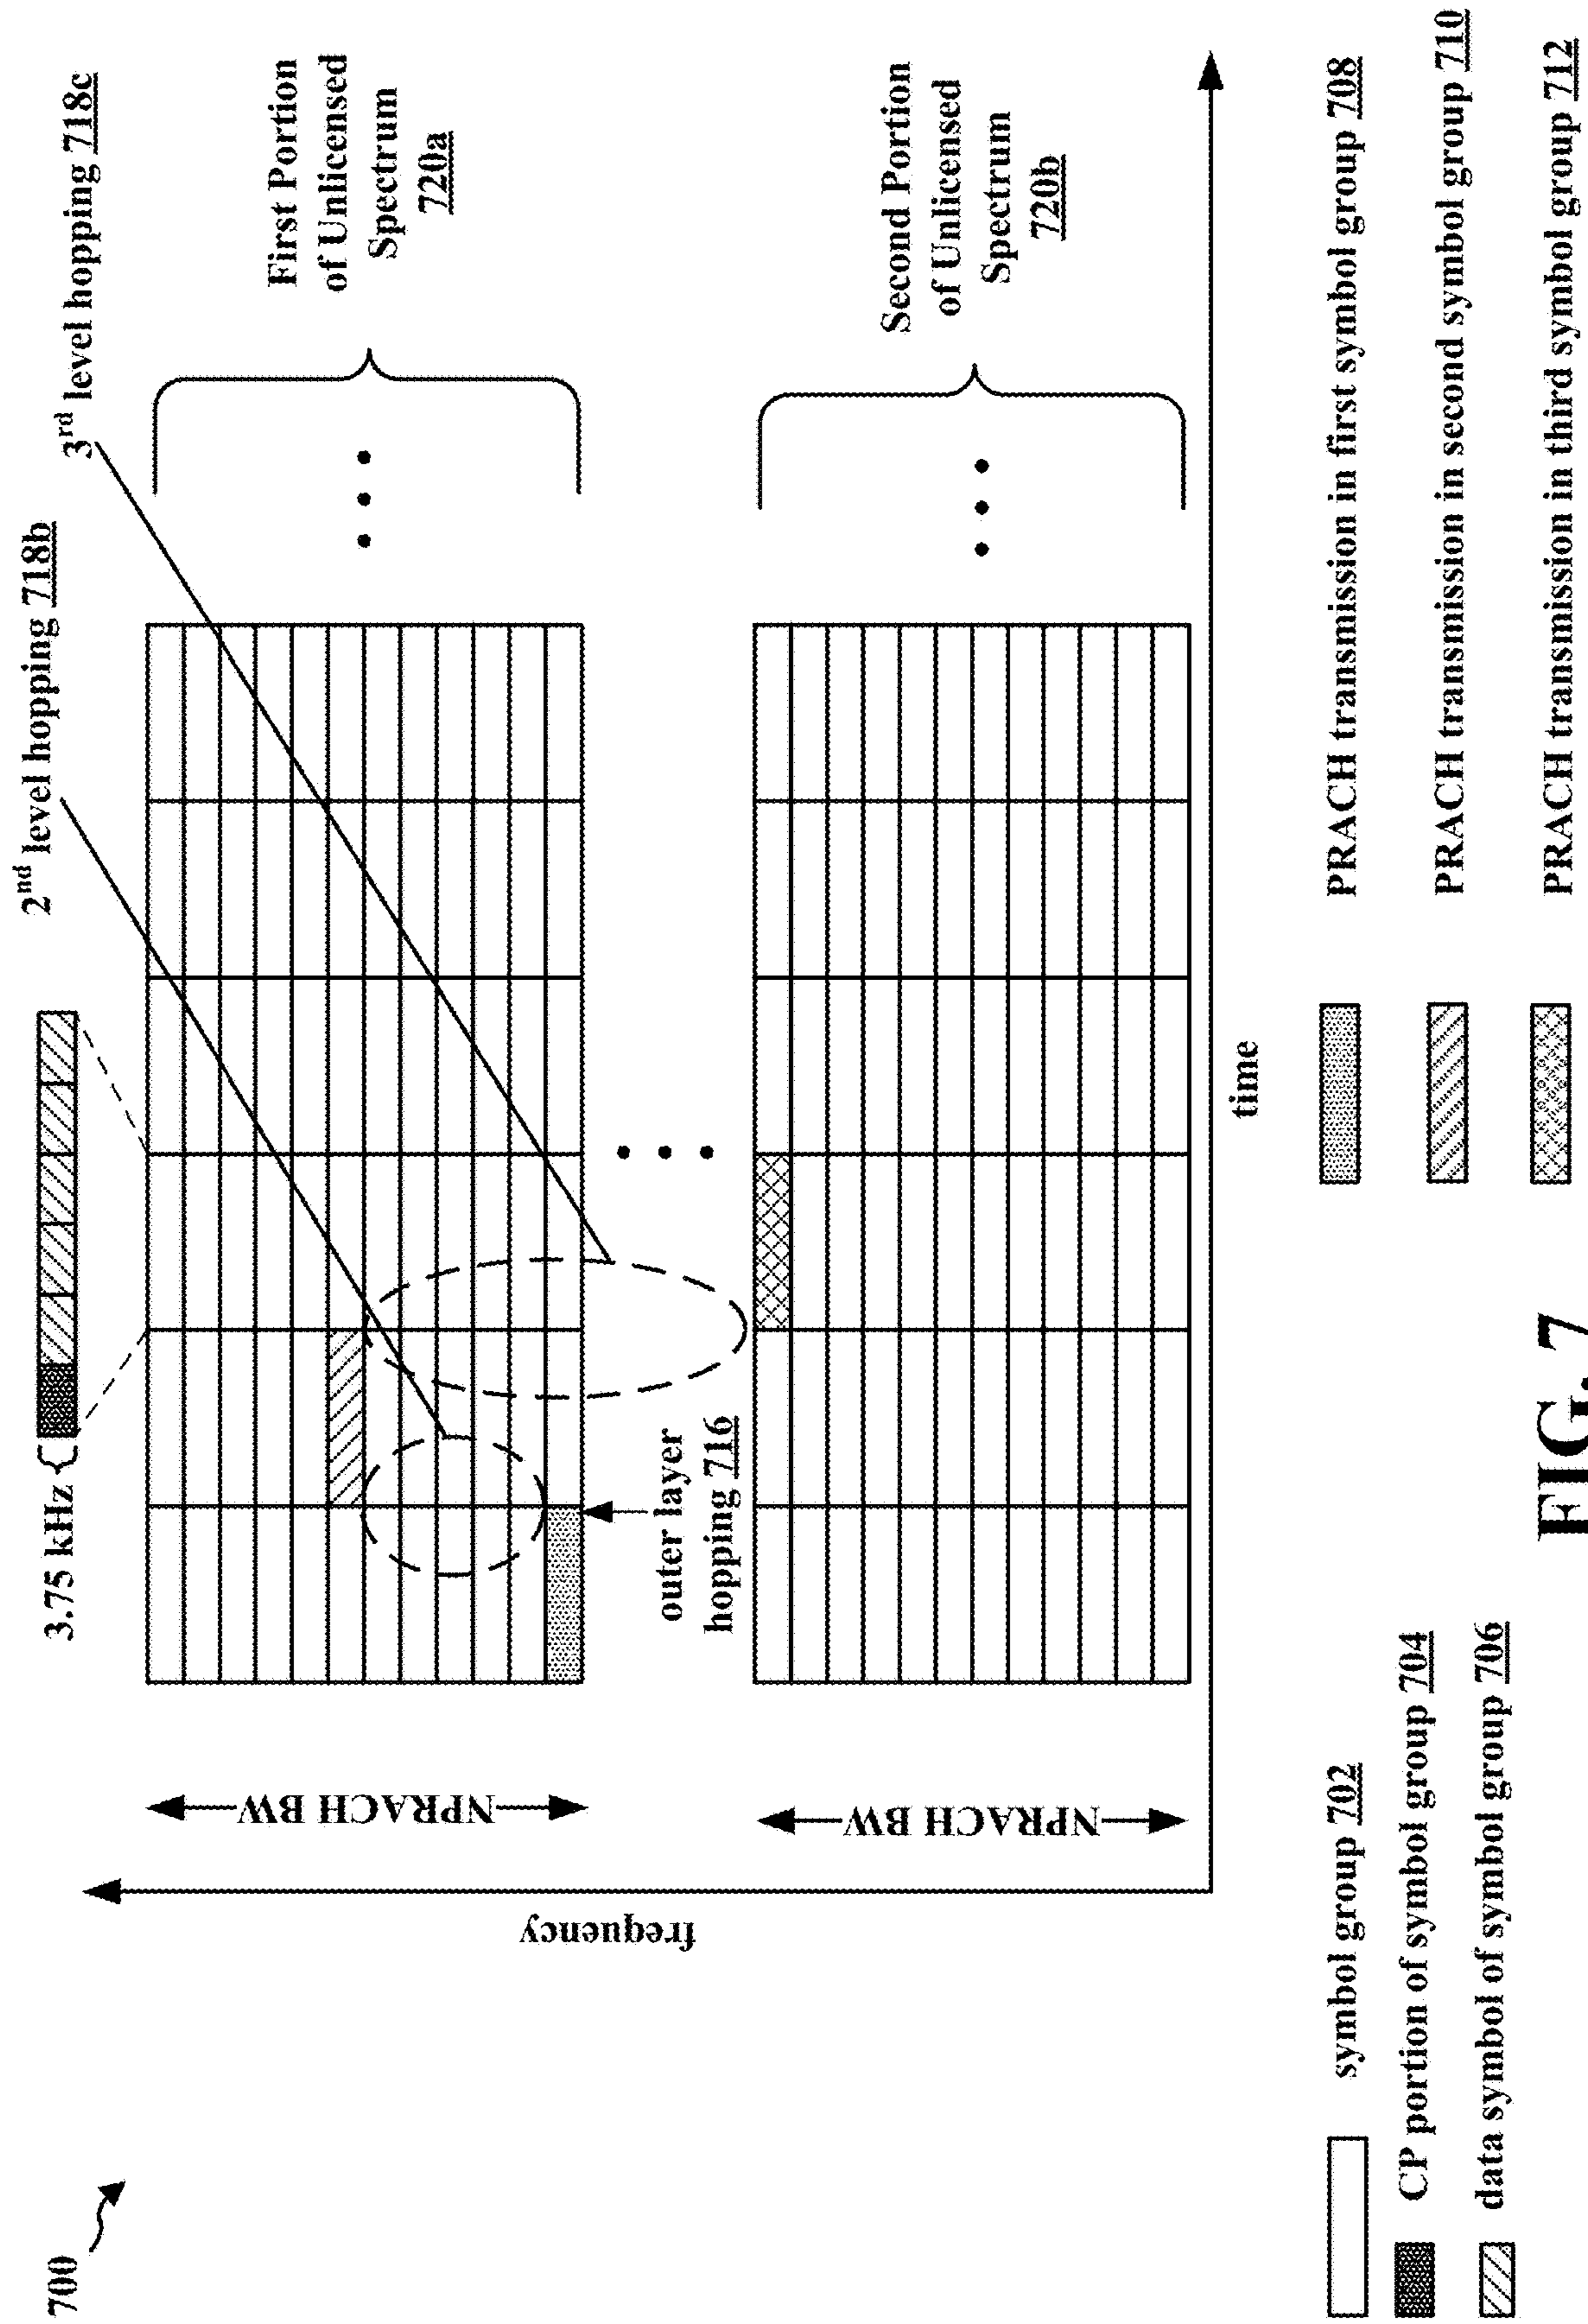 700
3.75 kHz
2nd level hopping 718b
3rd level hopping 718c
frequency
NPRACH BW
NPRACH BW
First Portion
of Unlicensed
Spectrum
720a
outer layer
hopping 716
Second Portion
of Unlicensed
Spectrum
720b
time
symbol group 702
CP portion of symbol group 704
data symbol of symbol group 706
PRACH transmission in first symbol group 708
PRACH transmission in second symbol group 710
PRACH transmission in third symbol group 712
FIG. 7